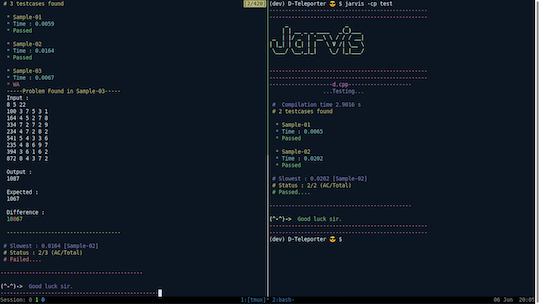 # 3 testcases found
[2/420]
* Sample-01
* Time : 0.0059
* Passed
* Sample-02
* Time : 0.0164
* Passed
* Sample-03
* Time : 0.0067
* WA
-----Problem Found in Sample-03-----
Input :
8 5 22
100 3 7 5 3 1
164 4 5 2 7 8
334 7 2 7 2 9
234 4 7 2 8 2
541 5 4 3 3 6
235 4 8 6 9 7
394 3 6 1 6 2
872 8 4 3 7 2
Output :
1087
Expected :
1067
Difference :
10867
# Slowest : 0.0164 [Sample-02]
# Status : 2/3 (AC/Total)
# Failed....
(^-^)-> Good luck sir.
(dev) D-Teleporter 😎 $ jarvis -cp test
Jarvis
d.cpp
...Testing...
# Compilation time 2.9016 s
# 2 testcases found
* Sample-01
* Time : 0.0065
* Passed
* Sample-02
* Time : 0.0202
* Passed
# Slowest : 0.0202 [Sample-02]
# Status : 2/2 (AC/Total)
# Passed....
(^-^)-> Good luck sir.
(dev) D-Teleporter 😎 $
Session: 0 1 0
1:[tmux]* 2:bash-
06 Jun 20:05